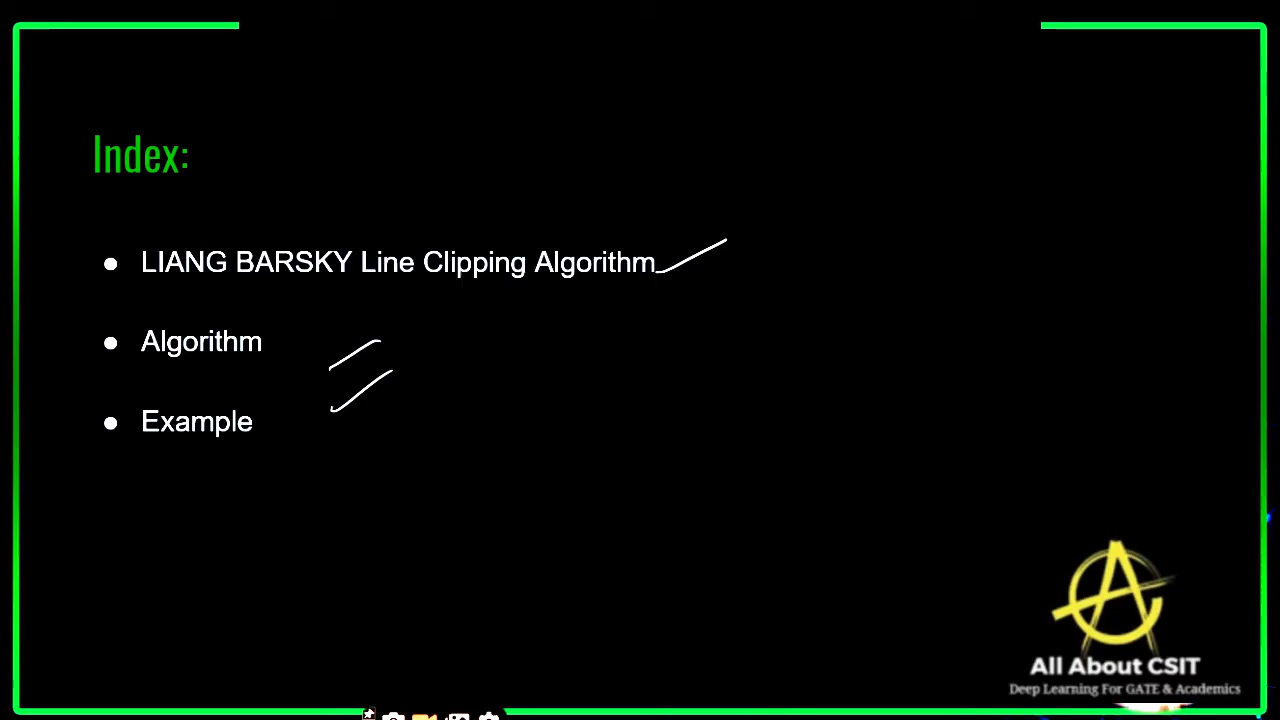 Index:
● LIANG BARSKY Line Clipping Algorithm
● Algorithm
● Example
All About CSIT
Deep Learning For GATE & Academics